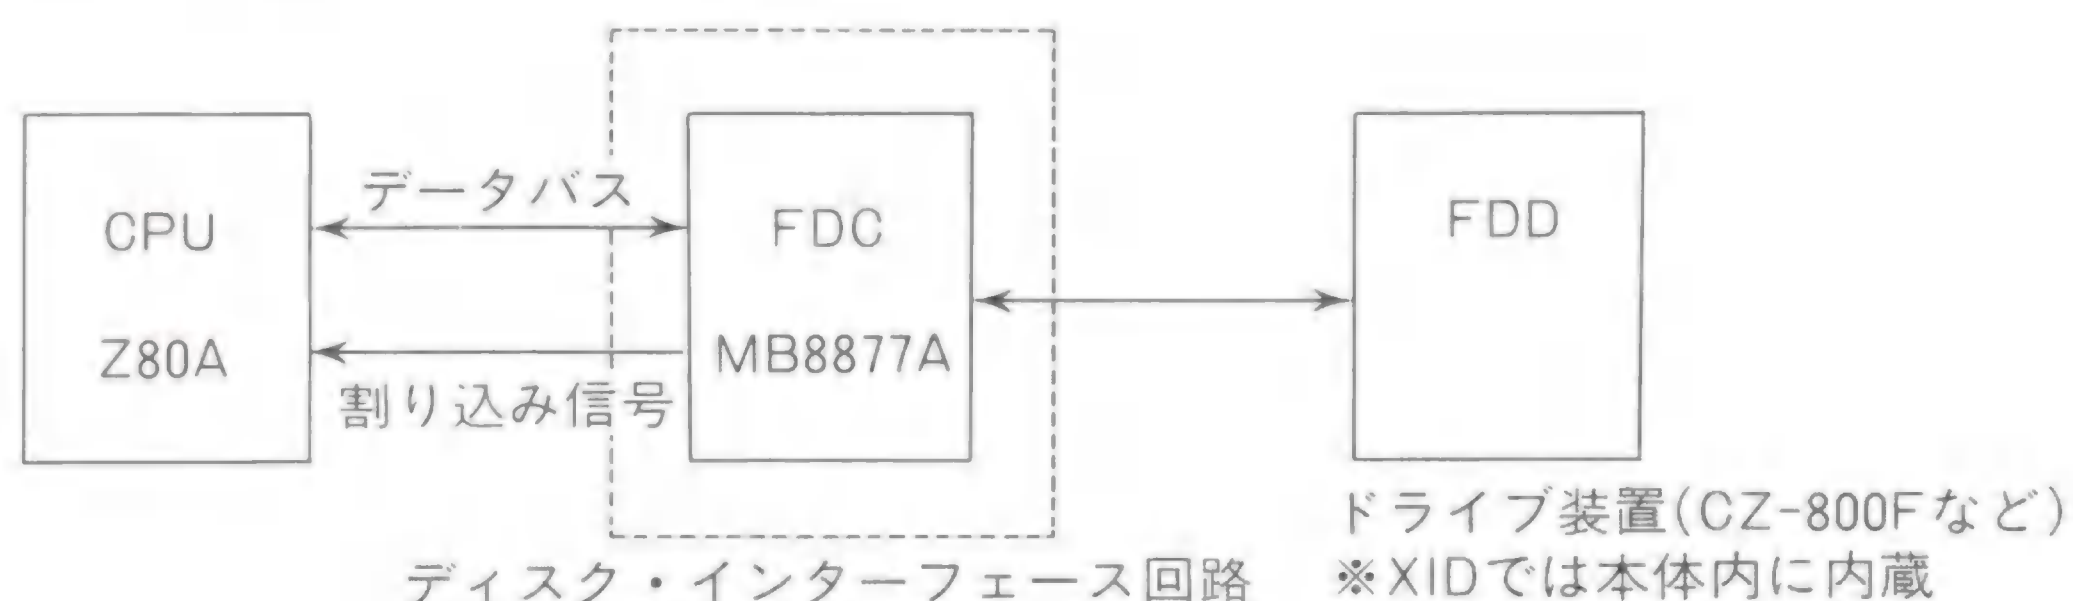 データバス
CPU
FDC
FDD
Z80A
MB8877A
割り込み信号
ドライブ装置(CZ-800Fなど)
ディスク・インターフェース回路
※X1Dでは本体内に内蔵